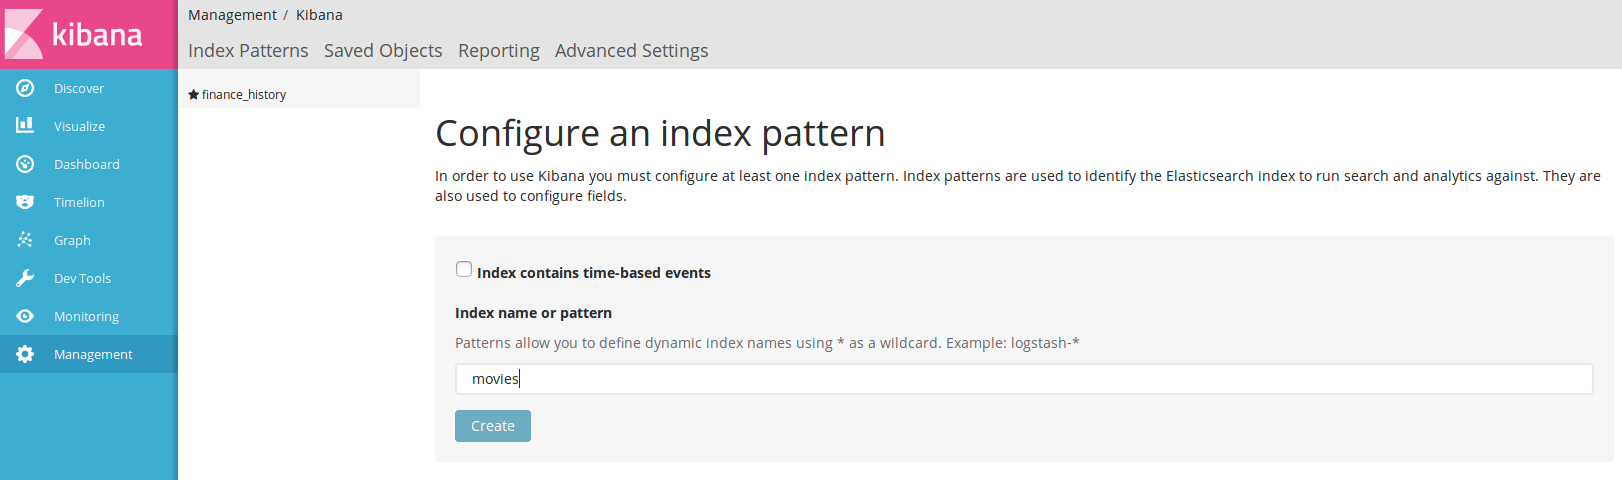 kibana
Management / Kibana
Index Patterns Saved Objects Reporting Advanced Settings
Discover
Visualize
Dashboard
Timelion
Graph
Dev Tools
Monitoring
Management
finance_history
Configure an index pattern
In order to use Kibana you must configure at least one index pattern. Index patterns are used to identify the Elasticsearch index to run search and analytics against. They are
also used to configure fields.
Index contains time-based events
Index name or pattern
Patterns allow you to define dynamic index names using * as a wildcard. Example: logstash-*
movies
Create